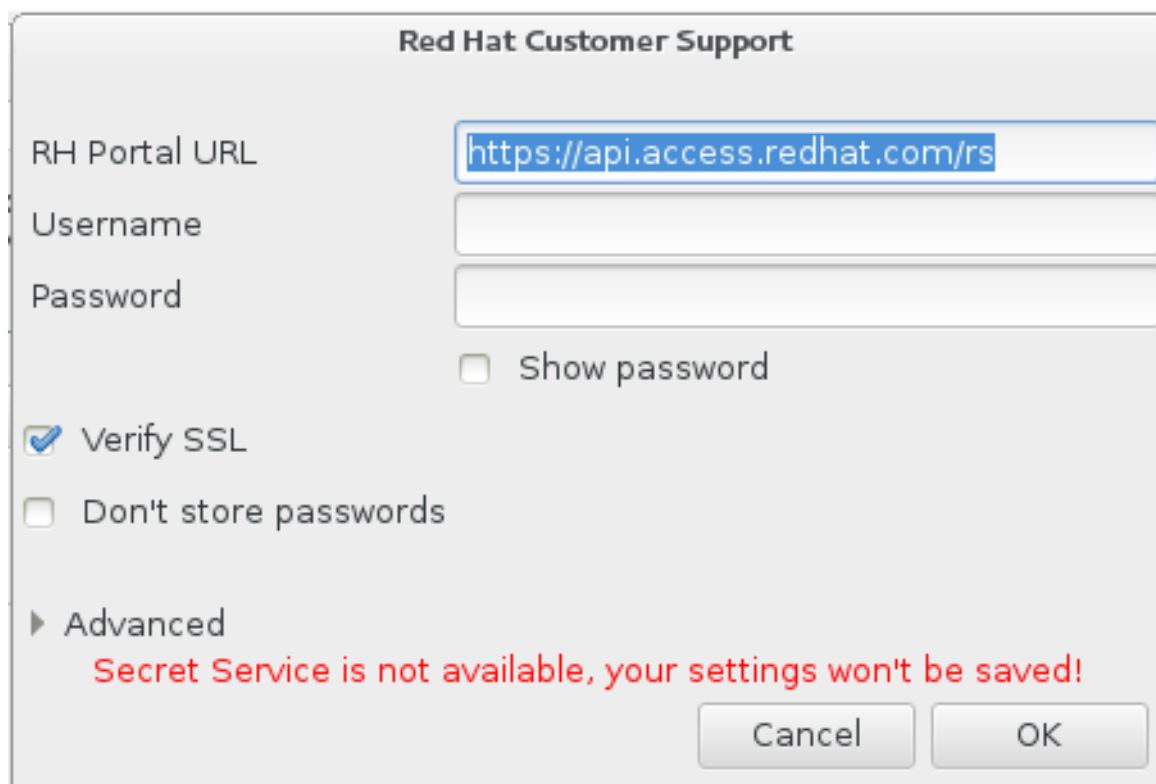 Red Hat Customer Support
RH Portal URL https://api.access.redhat.com/rs
Username
Password
Show password
Verify SSL
Don't store passwords
Advanced
Secret Service is not available, your settings won't be saved!
Cancel OK